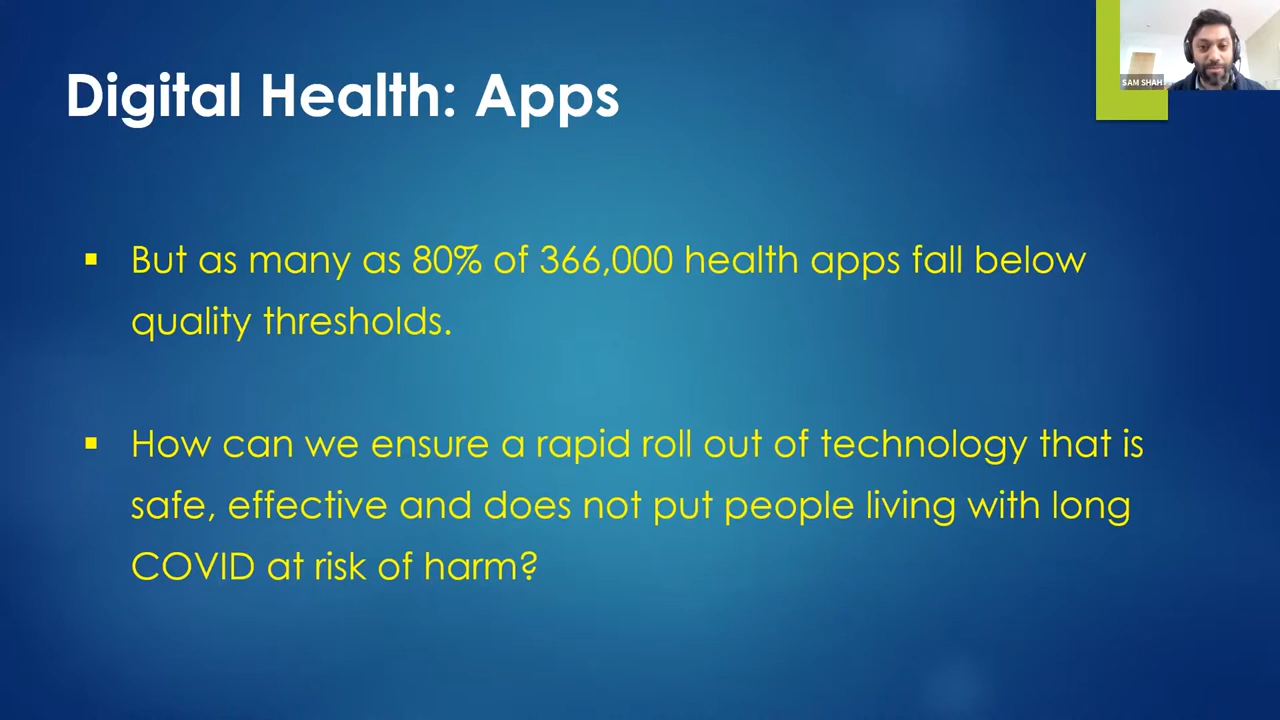 Digital Health: Apps
SAM SHAH
▪ But as many as 80% of 366,000 health apps fall below
quality thresholds.
▪ How can we ensure a rapid roll out of technology that is
safe, effective and does not put people living with long
COVID at risk of harm?